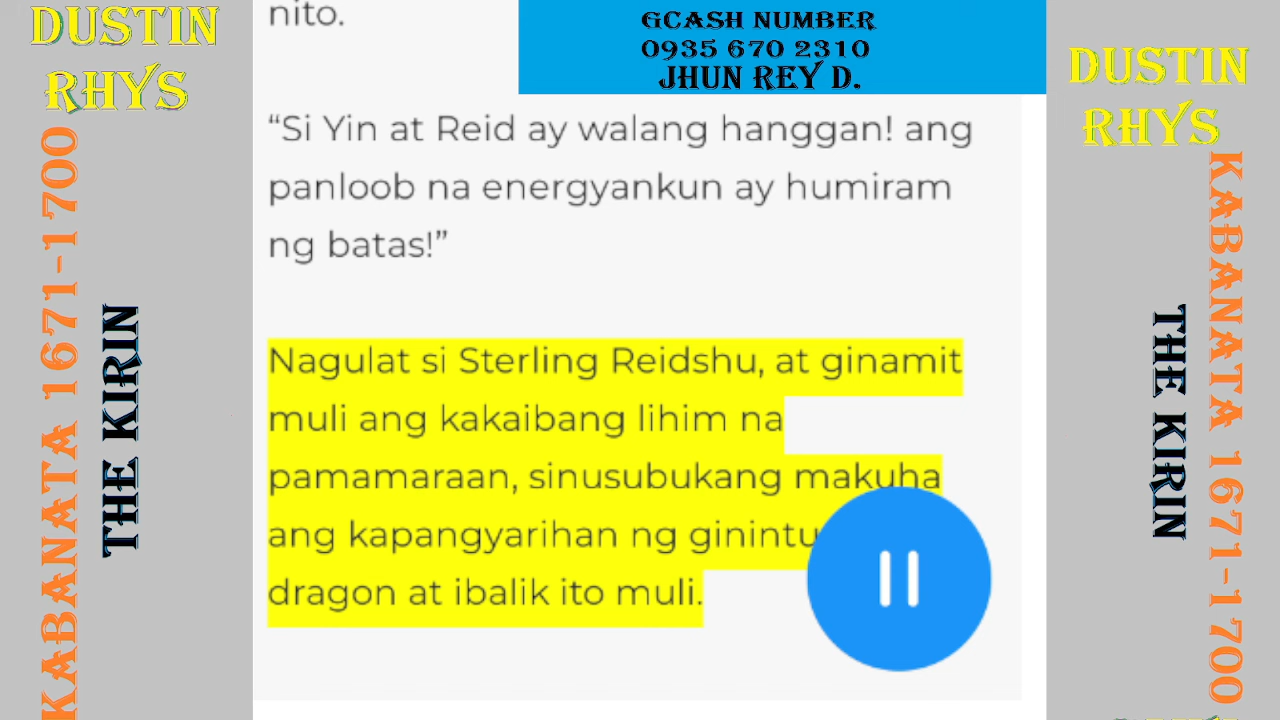 DUSTIN
RHYS
KABANATA 1671-1700
THE KIRIN
nito.
GCASH NUMBER
0935 670 2310
JHUN REY D.
“Si Yin at Reid ay walang hanggan! ang
panloob na energyankun ay humiram
ng batas!”
Nagulat si Sterling Reidshu, at ginamit
muli ang kakaibang lihim na
pamamaraan, sinusubukang makuha
ang kapangyarihan ng
dragon at ibalik ito muli.
DUSTIN
RHYS
KABANATA 1671-1700
THE KIRIN